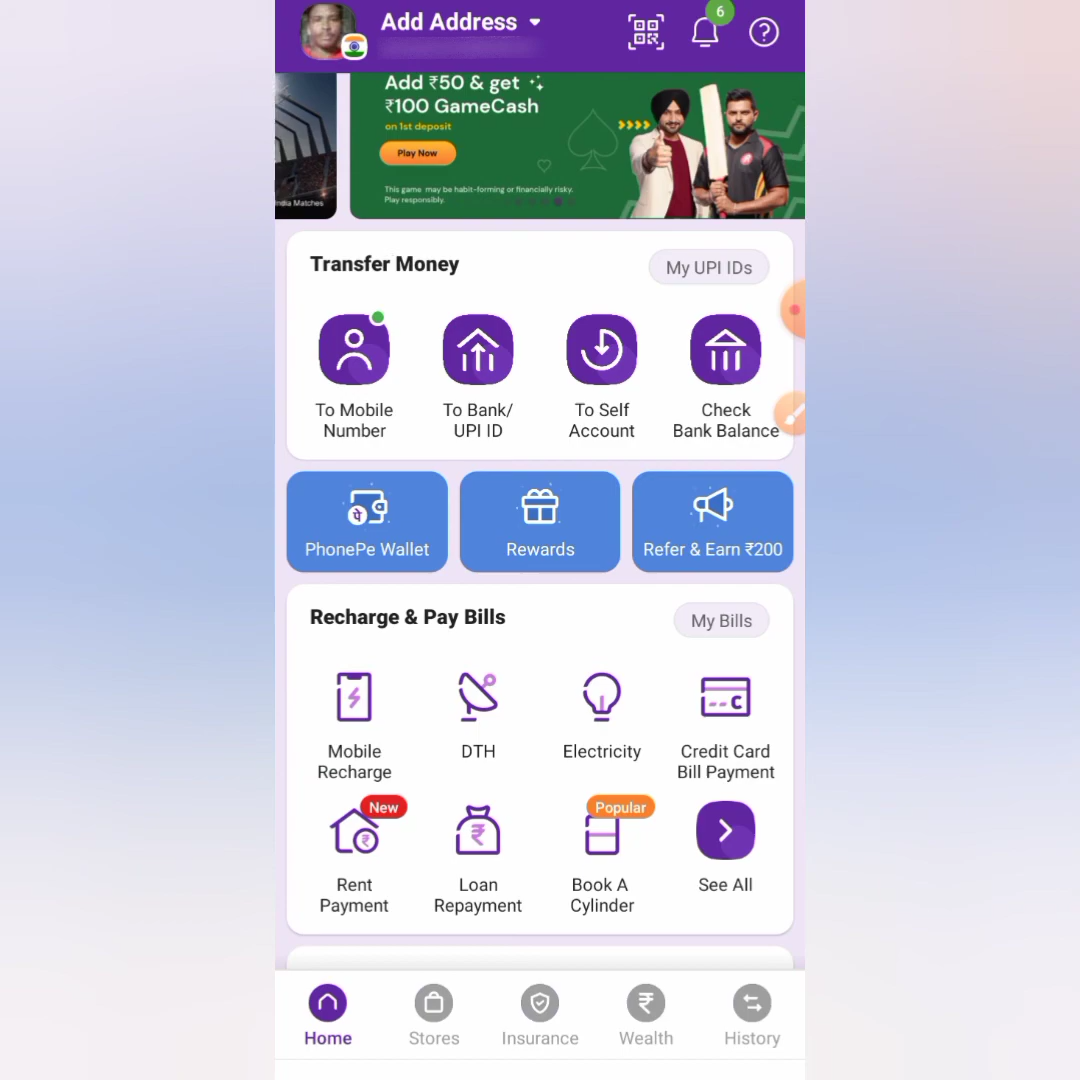 Add Address
6
Add ₹50 & get
₹100 GameCash
on 1st deposit
Play Now
This game may be habit-forming or financially risky.
Play responsibly.
India Matches
Transfer Money
My UPI IDs
To Mobile
Number
To Bank/
UPI ID
To Self
Account
Check
Bank Balance
पे
PhonePe Wallet
Rewards
Refer & Earn ₹200
Recharge & Pay Bills
My Bills
Mobile
Recharge
DTH
Electricity
C
Credit Card
Bill Payment
New
₹
Rent
Payment
₹
Loan
Repayment
Popular
Book A
Cylinder
See All
Home
Stores
Insurance
₹
Wealth
History